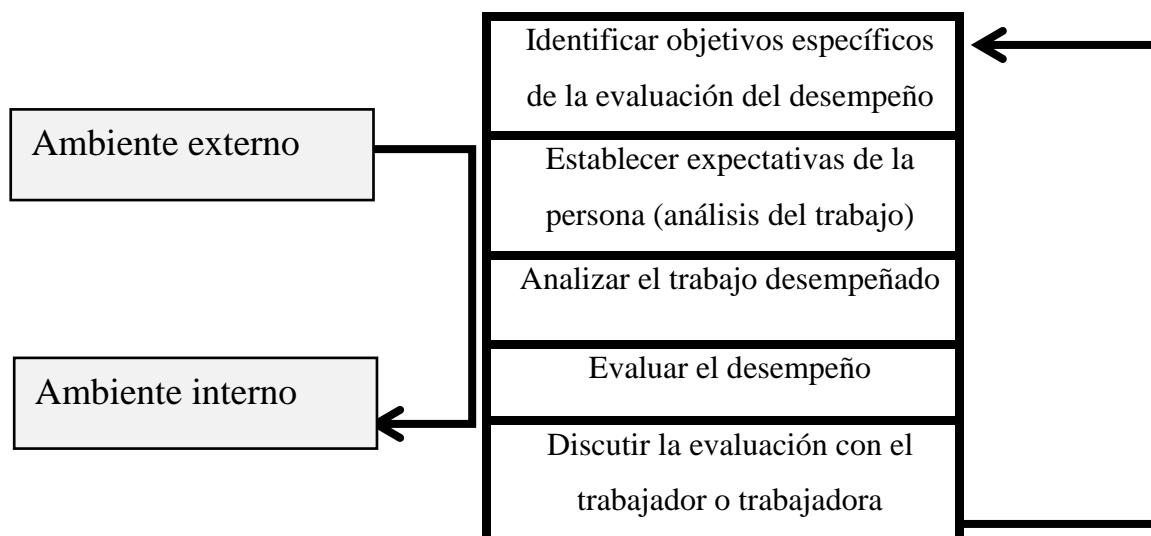 Identificar objetivos específicos
de la evaluación del desempeño
Ambiente externo
Establecer expectativas de la
persona (análisis del trabajo)
Analizar el trabajo desempeñado
Ambiente interno
Evaluar el desempeño
Discutir la evaluación con el
trabajador o trabajadora